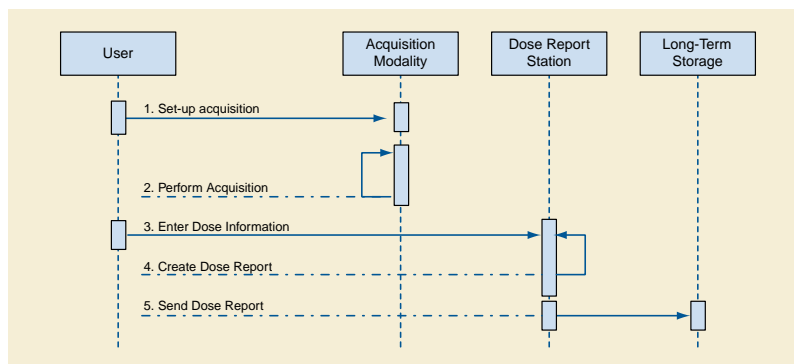 User
Acquisition
Modality
Dose Report
Station
Long-Term
Storage
1. Set-up acquisition
2. Perform Acquisition
3. Enter Dose Information
4. Create Dose Report
5. Send Dose Report